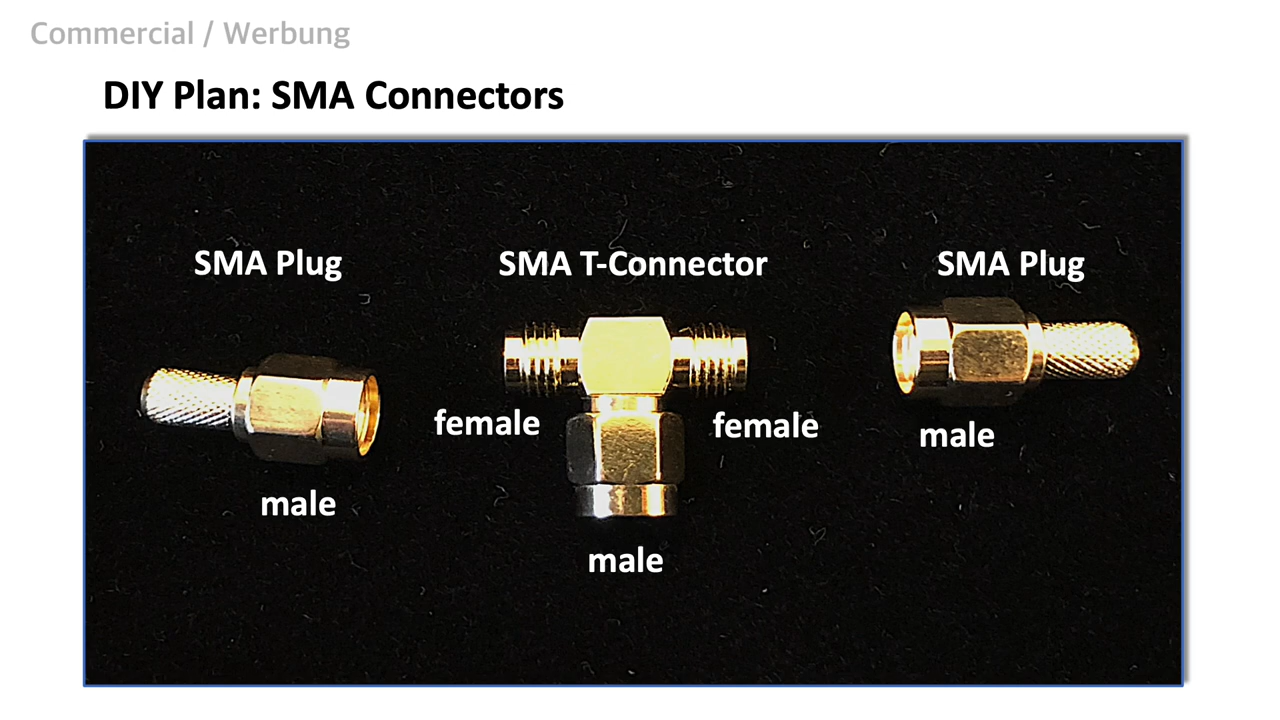 Commercial / Werbung
DIY Plan: SMA Connectors
SMA Plug
SMA T-Connector
SMA Plug
female
female
male
male
male